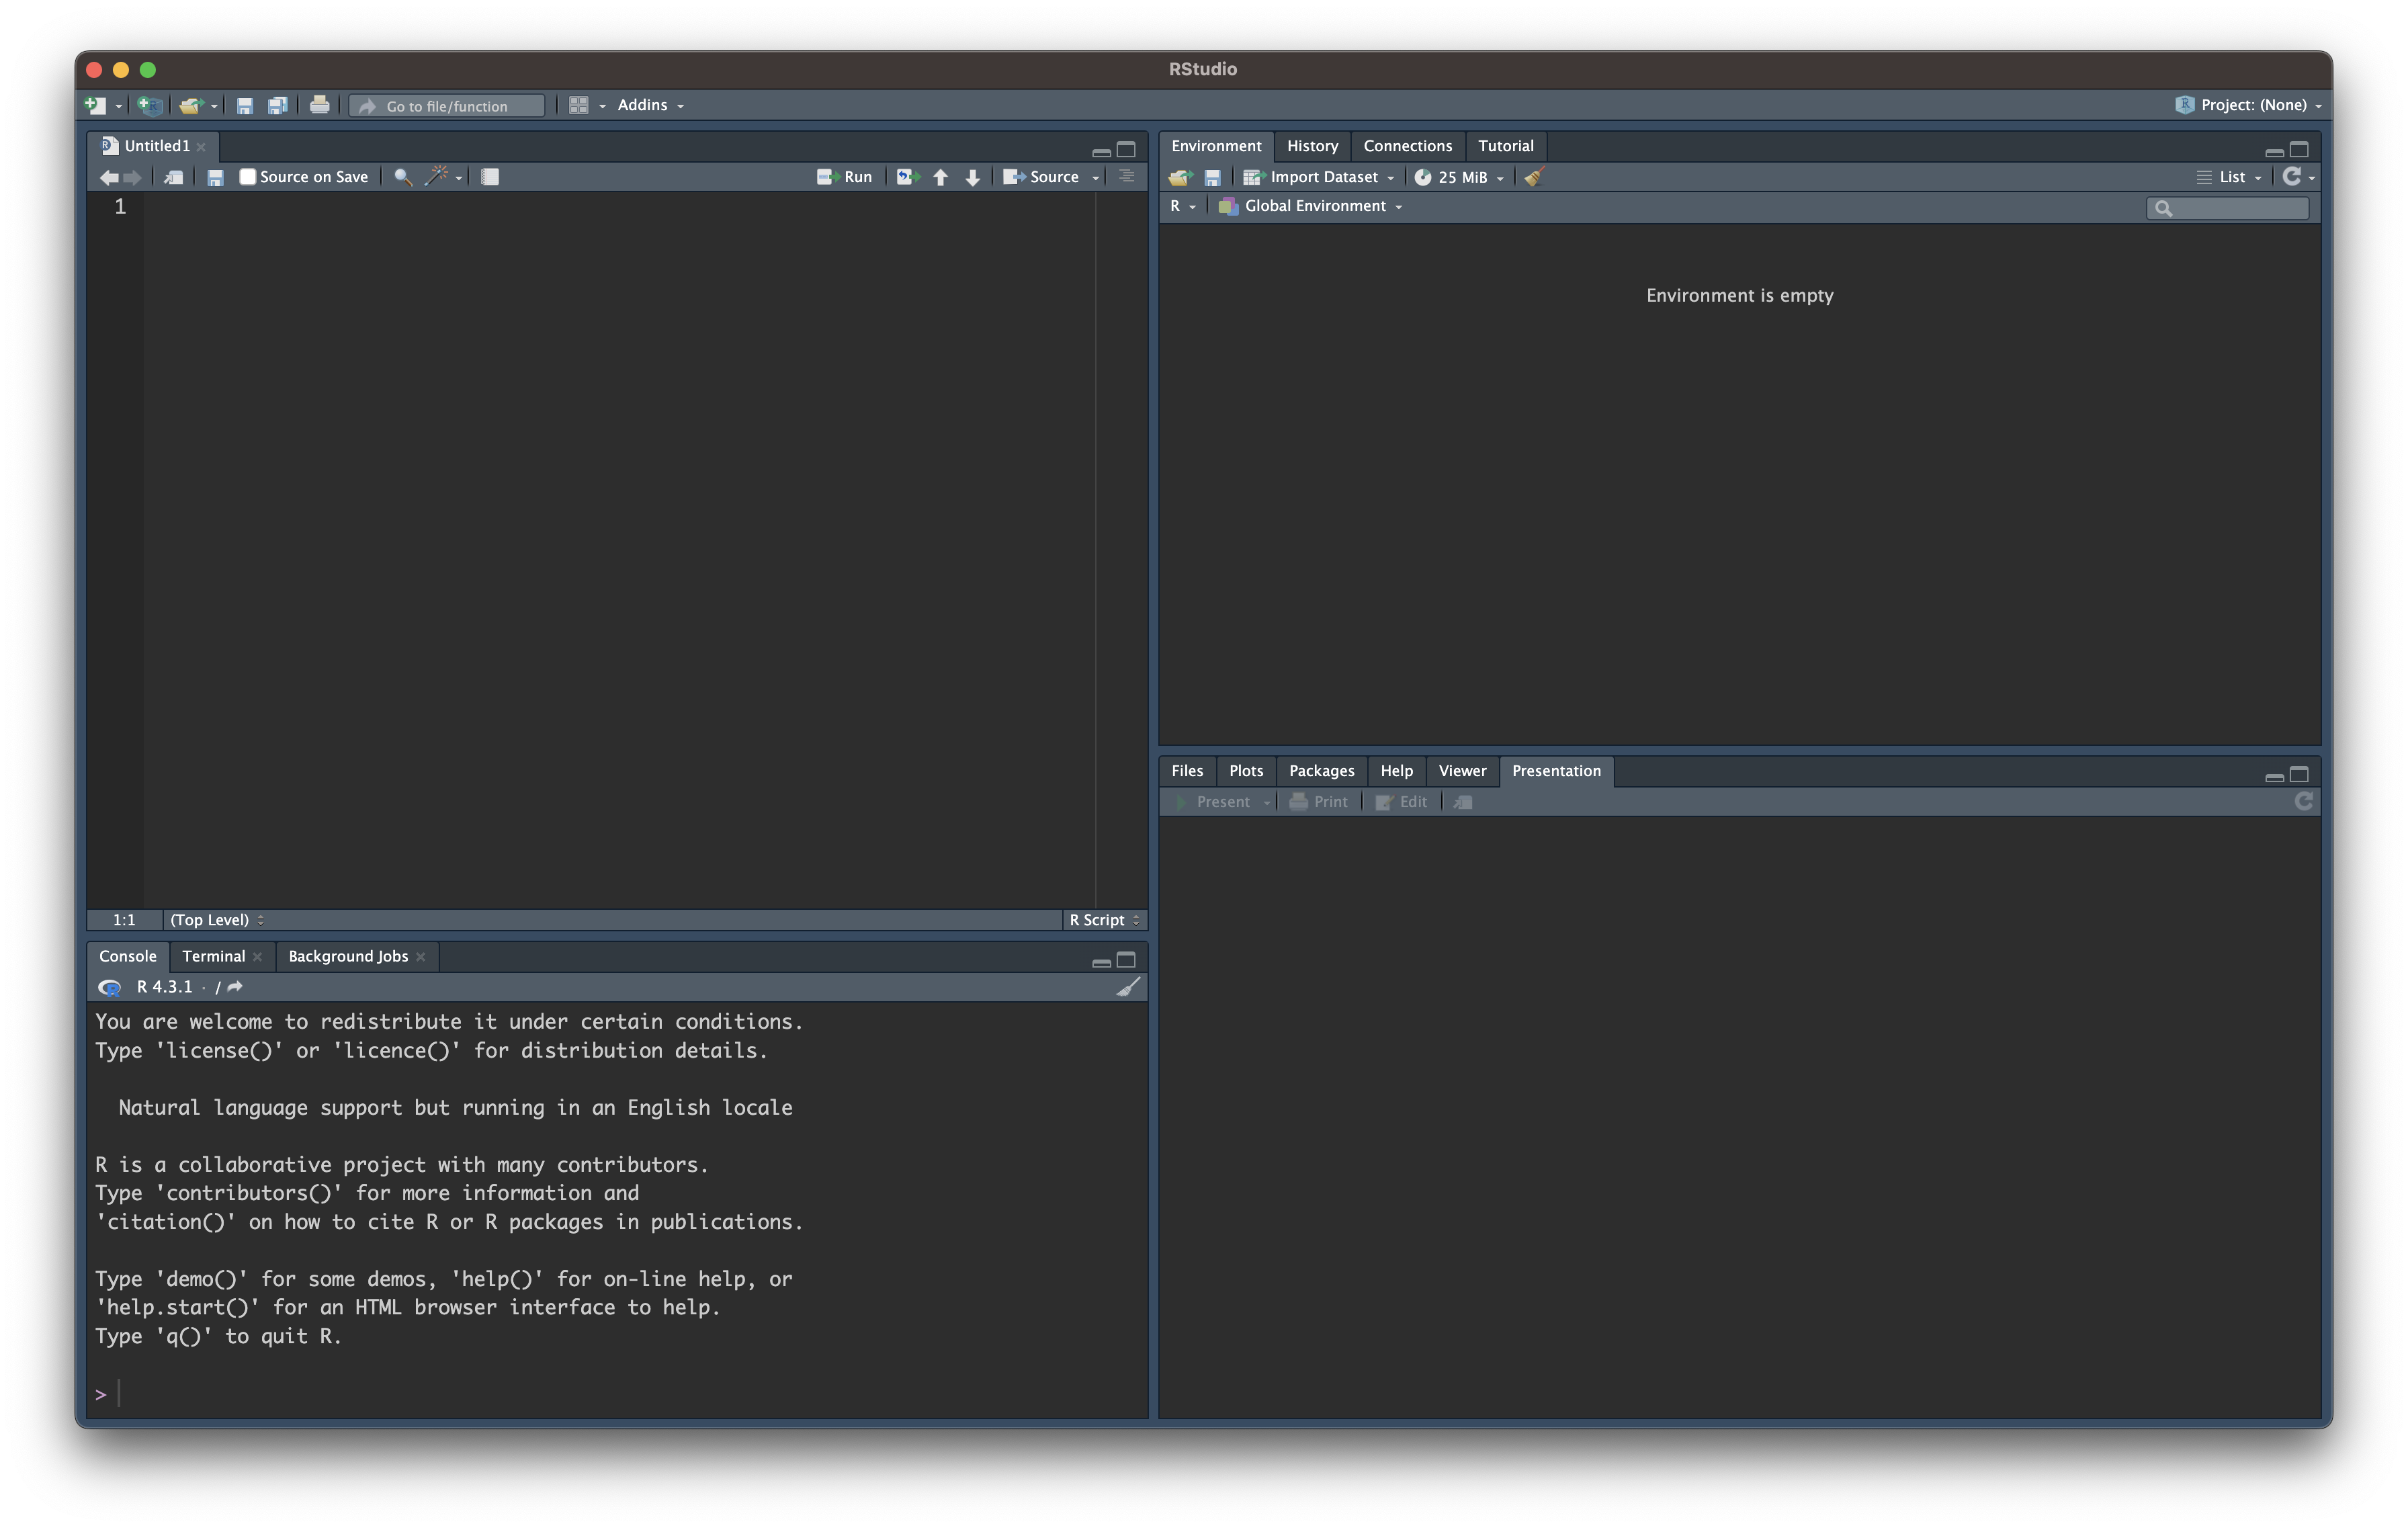 RStudio
Go to file/function Addins Project: (None)
Untitled1
Source on Save Run Source
1
1:1 (Top Level) R Script
Console Terminal Background Jobs
R 4.3.1 · /
You are welcome to redistribute it under certain conditions.
Type 'license()' or 'licence()' for distribution details.
Natural language support but running in an English locale
R is a collaborative project with many contributors.
Type 'contributors()' for more information and
'citation()' on how to cite R or R packages in publications.
Type 'demo()' for some demos, 'help()' for on-line help, or
'help.start()' for an HTML browser interface to help.
Type 'q()' to quit R.
>
Environment History Connections Tutorial
Import Dataset 25 MiB List
R Global Environment
Environment is empty
Files Plots Packages Help Viewer Presentation
Present Print Edit